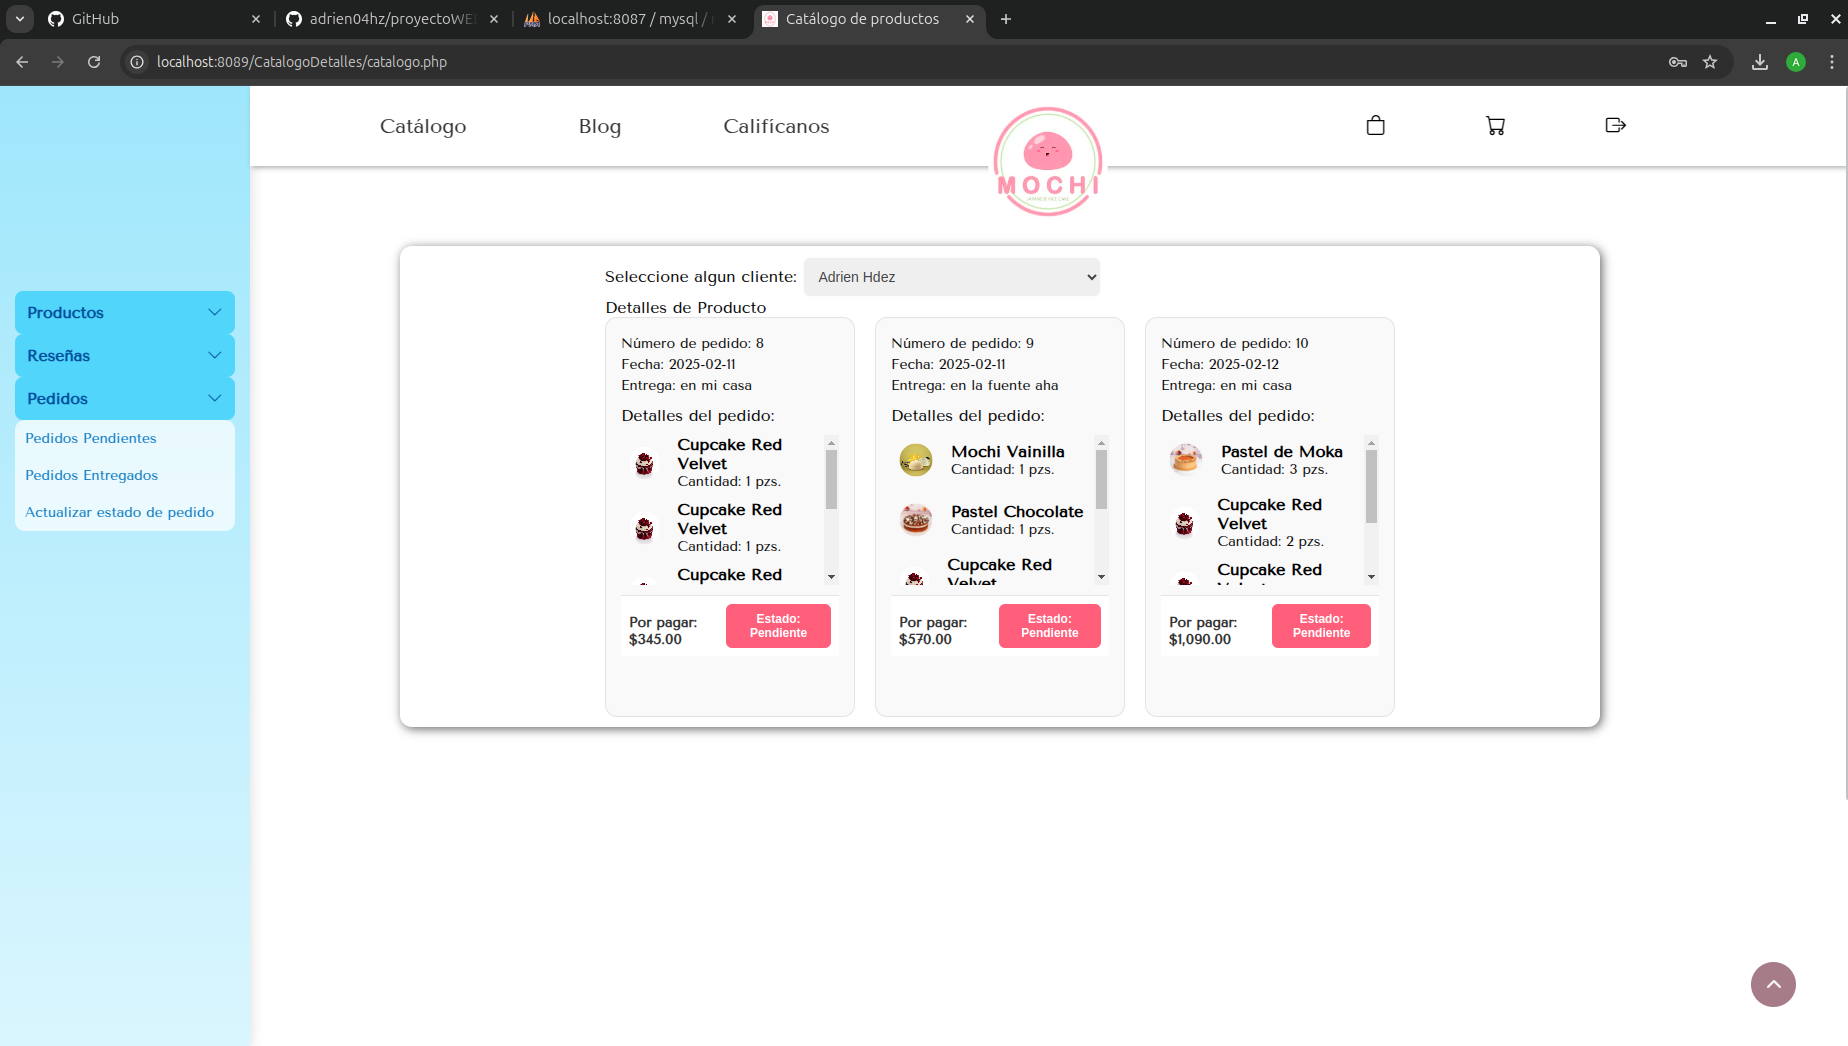 GitHub
adrien04hz/proyectoWE
localhost:8087 / mysql /
Catálogo de productos
localhost:8089/CatalogoDetalles/catalogo.php
A
Catálogo
Blog
Califícanos
MOCHI
Productos
Reseñas
Pedidos
Pedidos Pendientes
Pedidos Entregados
Actualizar estado de pedido
Seleccione algun cliente:
Adrien Hdez
Detalles de Producto
Número de pedido: 8
Fecha: 2025-02-11
Entrega: en mi casa
Detalles del pedido:
Cupcake Red
Velvet
Cantidad: 1 pzs.
Cupcake Red
Velvet
Cantidad: 1 pzs.
Cupcake Red
Por pagar:
$345.00
Estado:
Pendiente
Número de pedido: 9
Fecha: 2025-02-11
Entrega: en la fuente aha
Detalles del pedido:
Mochi Vainilla
Cantidad: 1 pzs.
Pastel Chocolate
Cantidad: 1 pzs.
Cupcake Red
Velvet
Por pagar:
$570.00
Estado:
Pendiente
Número de pedido: 10
Fecha: 2025-02-12
Entrega: en mi casa
Detalles del pedido:
Pastel de Moka
Cantidad: 3 pzs.
Cupcake Red
Velvet
Cantidad: 2 pzs.
Cupcake Red
Velvet
Por pagar:
$1,090.00
Estado:
Pendiente